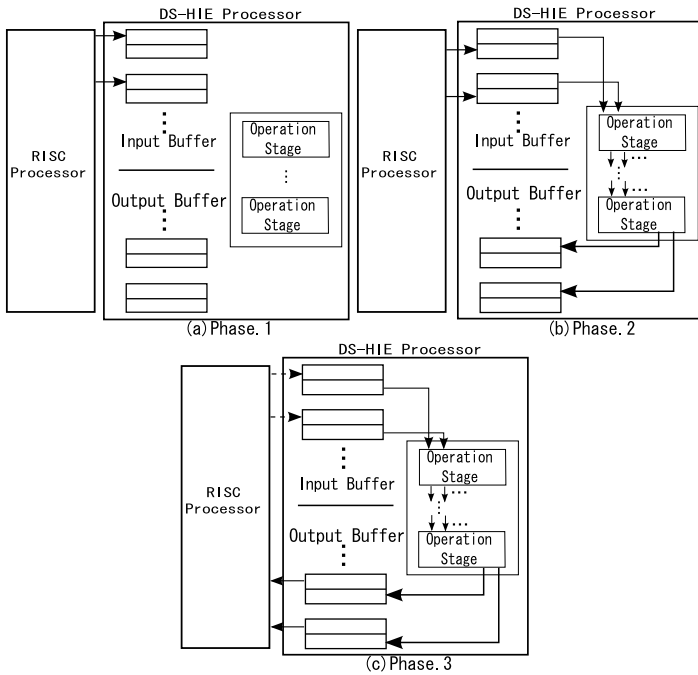 DS-HIE Processor
RISC
Processor
Input Buffer
Output Buffer
Operation
Stage
Operation
Stage
(a)Phase.1
DS-HIE Processor
RISC
Processor
Input Buffer
Output Buffer
Operation
Stage
Operation
Stage
(b)Phase.2
DS-HIE Processor
RISC
Processor
Input Buffer
Output Buffer
Operation
Stage
Operation
Stage
(c)Phase.3